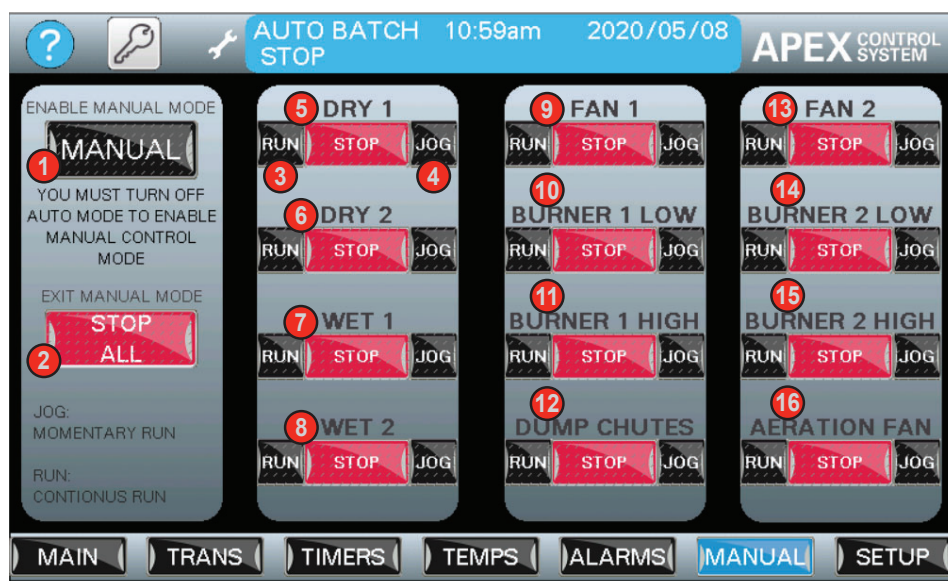 ?
AUTO BATCH 10:59am 2020/05/08
STOP
APEX CONTROL SYSTEM
ENABLE MANUAL MODE
MANUAL
1
YOU MUST TURN OFF
AUTO MODE TO ENABLE
MANUAL CONTROL
MODE
EXIT MANUAL MODE
STOP
ALL
2
JOG:
MOMENTARY RUN
RUN:
CONTIONUS RUN
5 DRY 1
RUN STOP JOG
3 4
6 DRY 2
RUN STOP JOG
7 WET 1
RUN STOP JOG
8 WET 2
RUN STOP JOG
9 FAN 1
RUN STOP JOG
10
BURNER 1 LOW
RUN STOP JOG
11
BURNER 1 HIGH
RUN STOP JOG
12
DUMP CHUTES
RUN STOP JOG
13 FAN 2
RUN STOP JOG
14
BURNER 2 LOW
RUN STOP JOG
15
BURNER 2 HIGH
RUN STOP JOG
16
AERATION FAN
RUN STOP JOG
MAIN TRANS TIMERS TEMPS ALARMS MANUAL SETUP